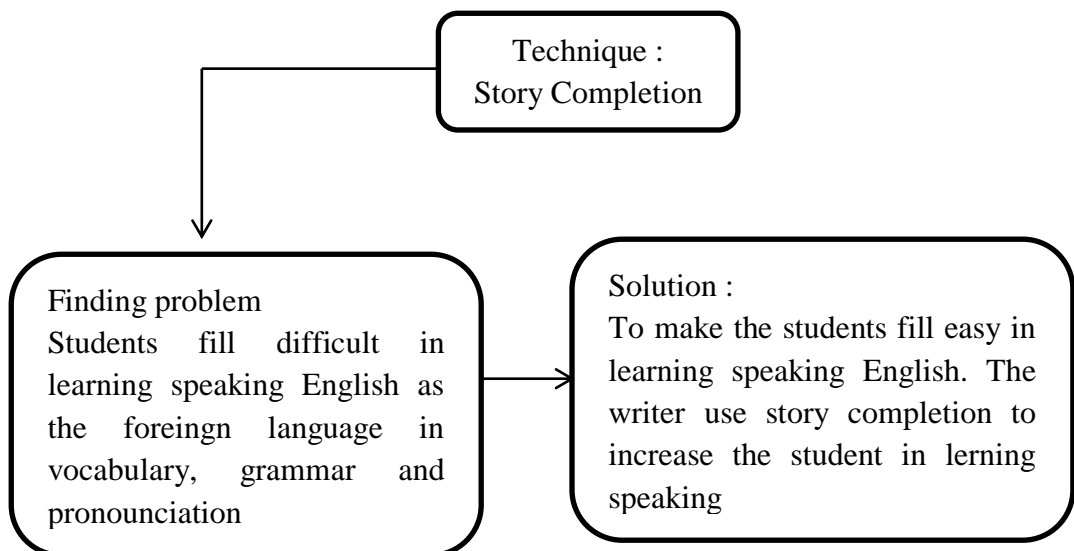 Technique :
Story Completion
Finding problem
Students fill difficult in
learning speaking English as
the foreingn language in
vocabulary, grammar and
pronounciation
Solution :
To make the students fill easy in
learning speaking English. The
writer use story completion to
increase the student in lerning
speaking